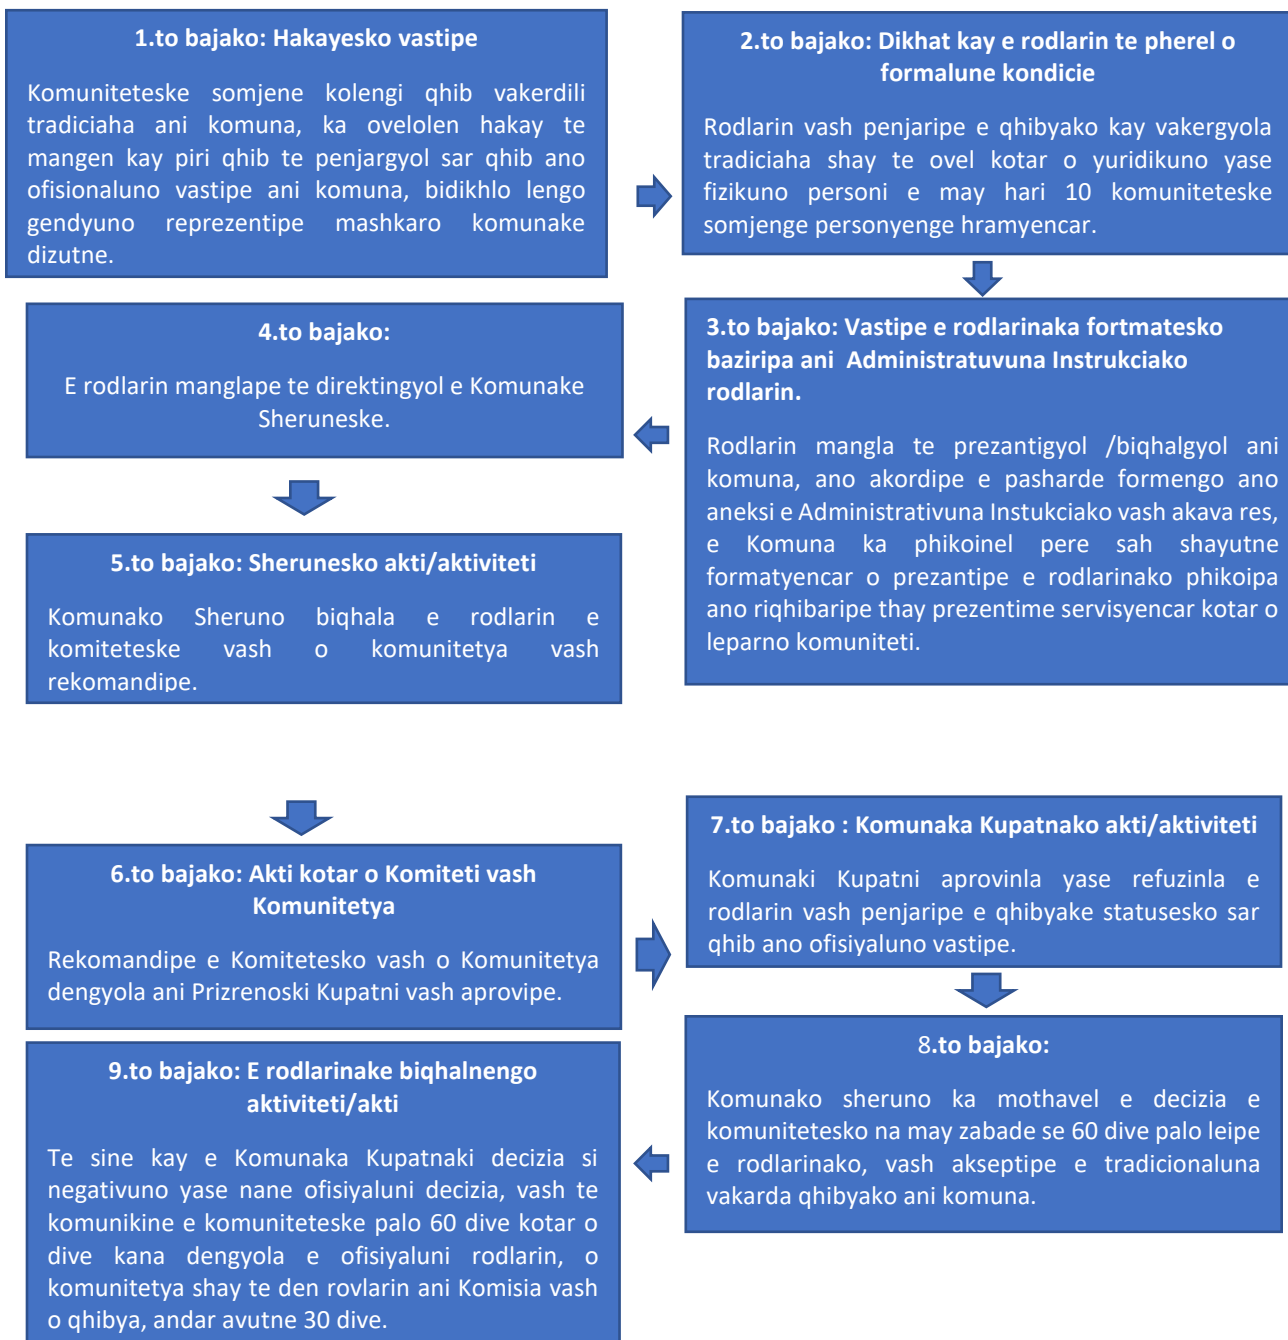 1.to bajako: Hakayesko vastipe
Komuniteteske somjene kolengi qhib vakerdili
tradiciaha ani komuna, ka ovelolen hakay te
mangen kay piri qhib te penjargyol sar qhib ano
ofisionaluno vastipe ani komuna, bidikhlo lengo
gendyuno reprezentipe mashkaro komunake
dizutne.
2.to bajako: Dikhat kay e rodlarin te pherel o
formalune kondicie
Rodlarin vash penjaripe e qhibyako kay vakergyola
tradiciaha shay te ovel kotar o yuridikuno yase
fizikuno personi e may hari 10 komuniteteske
somjenge personyenge hramyencar.
3.to bajako: Vastipe e rodlarinaka fortmatesko
baziripa ani Administratuvuna Instrukciako
rodlarin.
Rodlarin mangla te prezantigyol /biqhalgyol ani
komuna, ano akordipe e pasharde formengo ano
aneksi e Administrativuna Instukciako vash akava res,
e Komuna ka phikoinel pere sah shayutne
formatyencar o prezantipe e rodlarinako phikoipa
ano riqhibaripe thay prezentime servisyencar kotar o
leparno komuniteti.
4.to bajako:
E rodlarin manglape te direktingyol e Komunake
Sheruneske.
5.to bajako: Sherunesko akti/aktiviteti
Komunako Sheruno biqhala e rodlarin e
komiteteske vash o komunitetya vash
rekomandipe.
6.to bajako: Akti kotar o Komiteti vash
Komunitetya
Rekomandipe e Komitetesko vash o Komunitetya
dengyola ani Prizrenoski Kupatni vash aprovipe.
7.to bajako : Komunaka Kupatnako akti/aktiviteti
Komunaki Kupatni aprovinla yase refuzinla e
rodlarin vash penjaripe e qhibyake statusesko sar
qhib ano ofisiyaluno vastipe.
8.to bajako:
Komunako sheruno ka mothavel e decizia e
komunitetesko na may zabade se 60 dive palo leipe
e rodlarinako, vash akseptipe e tradicionaluna
vakarda qhibyako ani komuna.
9.to bajako: E rodlarinake biqhalnengo
aktiviteti/akti
Te sine kay e Komunaka Kupatnaki decizia si
negativuno yase nane ofisiyaluni decizia, vash te
komunikine e komuniteteske palo 60 dive kotar o
dive kana dengyola e ofisiyaluni rodlarin, o
komunitetya shay te den rovlarin ani Komisia vash
o qhibya, andar avutne 30 dive.